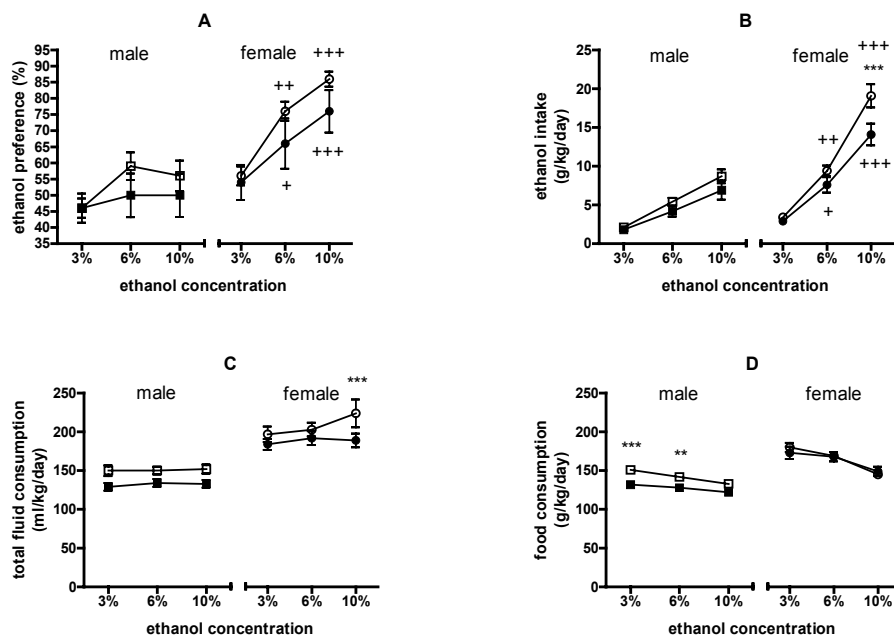 A
male
female
+++
++
+++
+
ethanol preference (%)
95
90
85
80
75
70
65
60
55
50
45
40
35
3%
6%
10%
3%
6%
10%
ethanol concentration
B
male
female
+++
***
++
+++
+
ethanol intake
(g/kg/day)
25
20
15
10
5
0
3%
6%
10%
3%
6%
10%
ethanol concentration
C
male
female
***
total fluid consumption
(ml/kg/day)
250
200
150
100
50
0
3%
6%
10%
3%
6%
10%
ethanol concentration
D
male
female
***
**
food consumption
(g/kg/day)
250
200
150
100
50
0
3%
6%
10%
3%
6%
10%
ethanol concentration